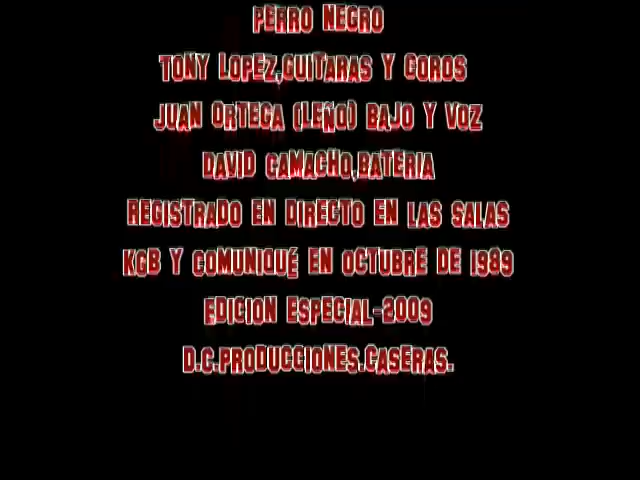 PERRO NEGRO
TONY LOPEZ,GUITARAS Y COROS
JUAN ORTEGA (LEÑO) BAJO Y VOZ
DAVID CAMACHO,BATERIA
REGISTRADO EN DIRECTO EN LAS SALAS
KGB Y COMUNIQUÉ EN OCTUBRE DE 1989
EDICION ESPECIAL-2009
D.C.PRODUCCIONES.CASERAS.